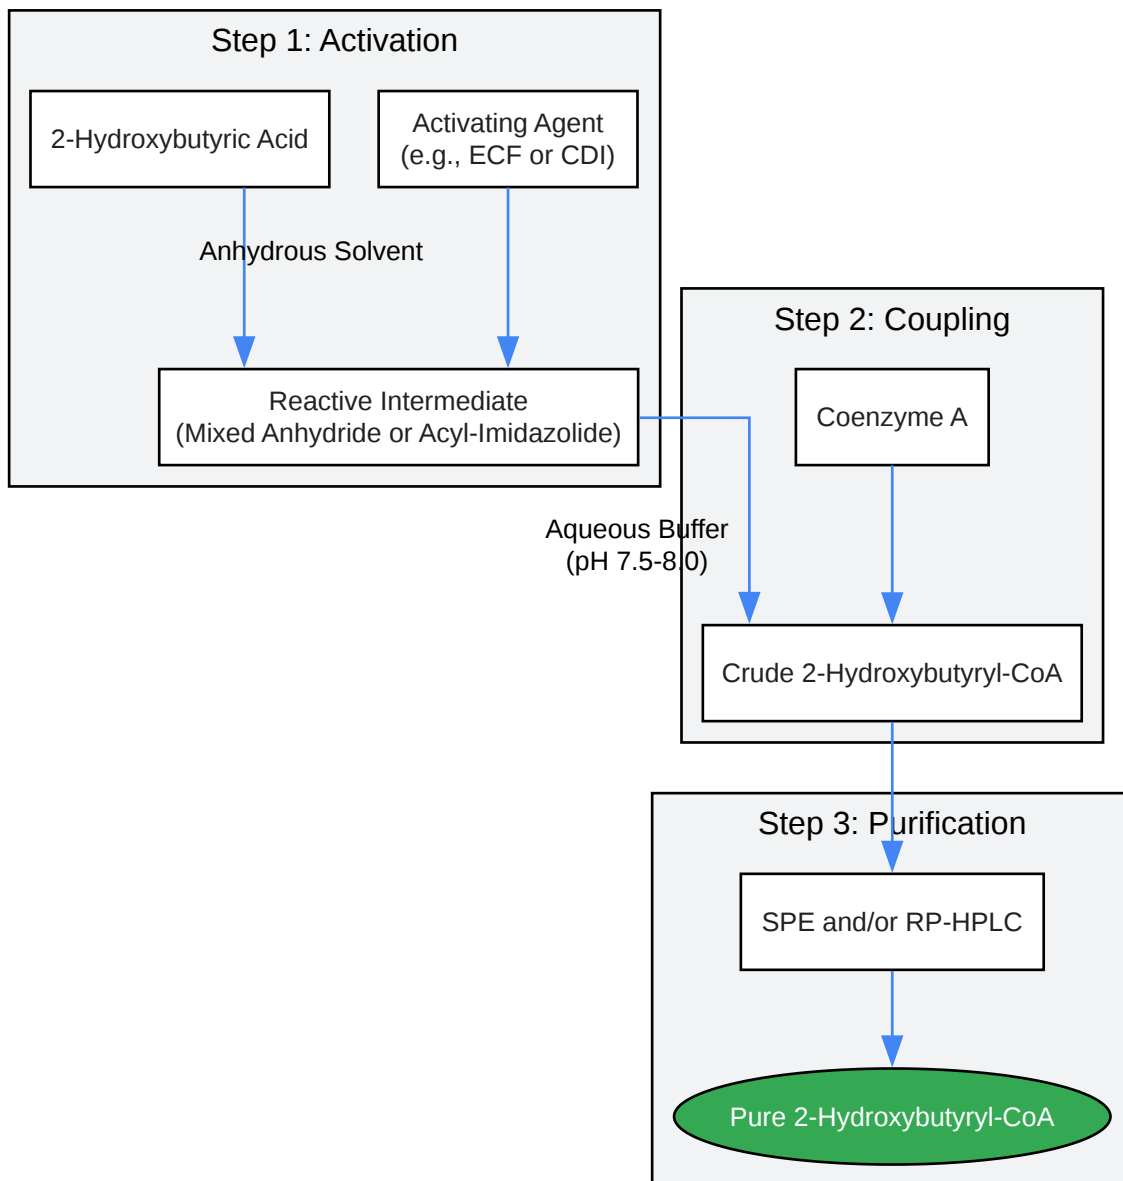 Step 1: Activation
2-Hydroxybutyric Acid
Activating Agent
(e.g., ECF or CDI)
Anhydrous Solvent
Reactive Intermediate
(Mixed Anhydride or Acyl-Imidazolide)
Step 2: Coupling
Coenzyme A
Aqueous Buffer
(pH 7.5-8.0)
Crude 2-Hydroxybutyryl-CoA
Step 3: Purification
SPE and/or RP-HPLC
Pure 2-Hydroxybutyryl-CoA